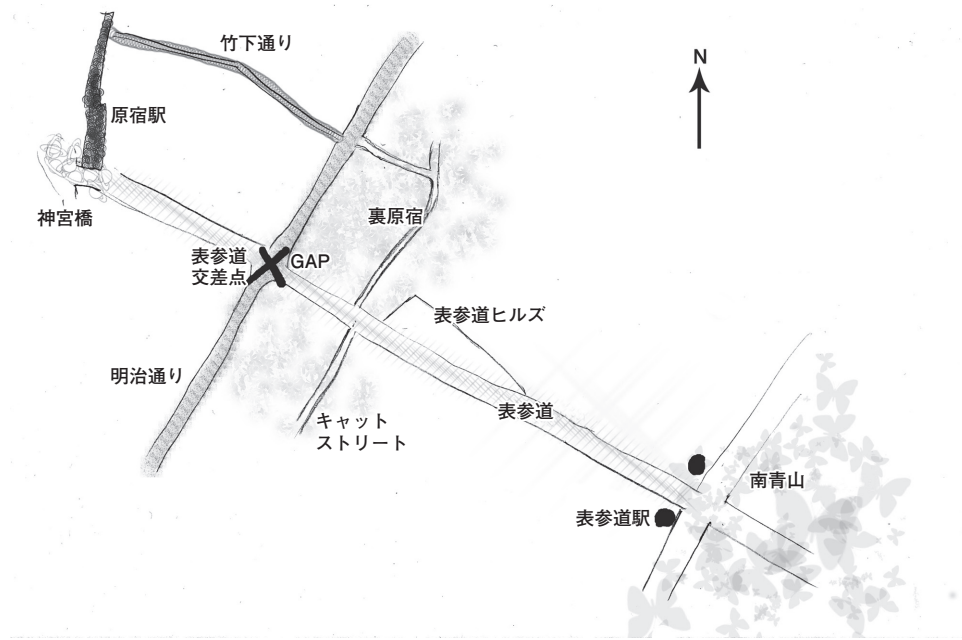 竹下通り
N
原宿駅
神宮橋
裏原宿
表参道
交差点
GAP
表参道ヒルズ
明治通り
表参道
キャット
ストリート
南青山
表参道駅